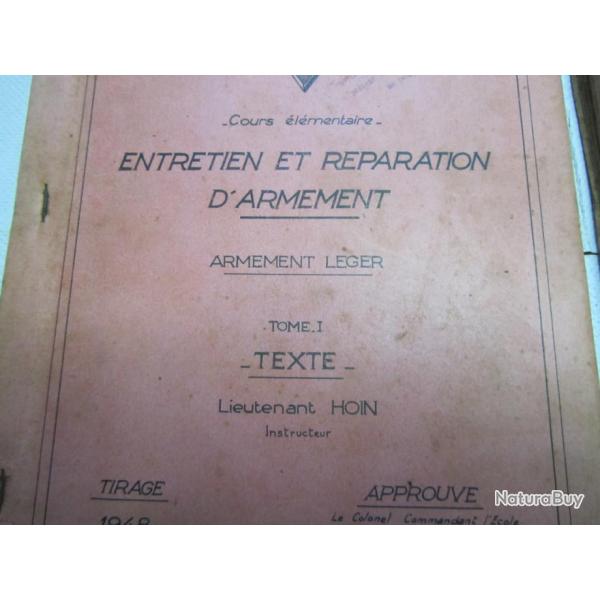 -Cours élémentaire-
ENTRETIEN ET REPARATION
D'ARMEMENT
ARMEMENT LEGER
TOME.I
-TEXTE-
Lieutenant HOIN
Instructeur
TIRAGE
1948
APPROUVE
Le Colonel Commandant l'Ecole
NaturaBuy